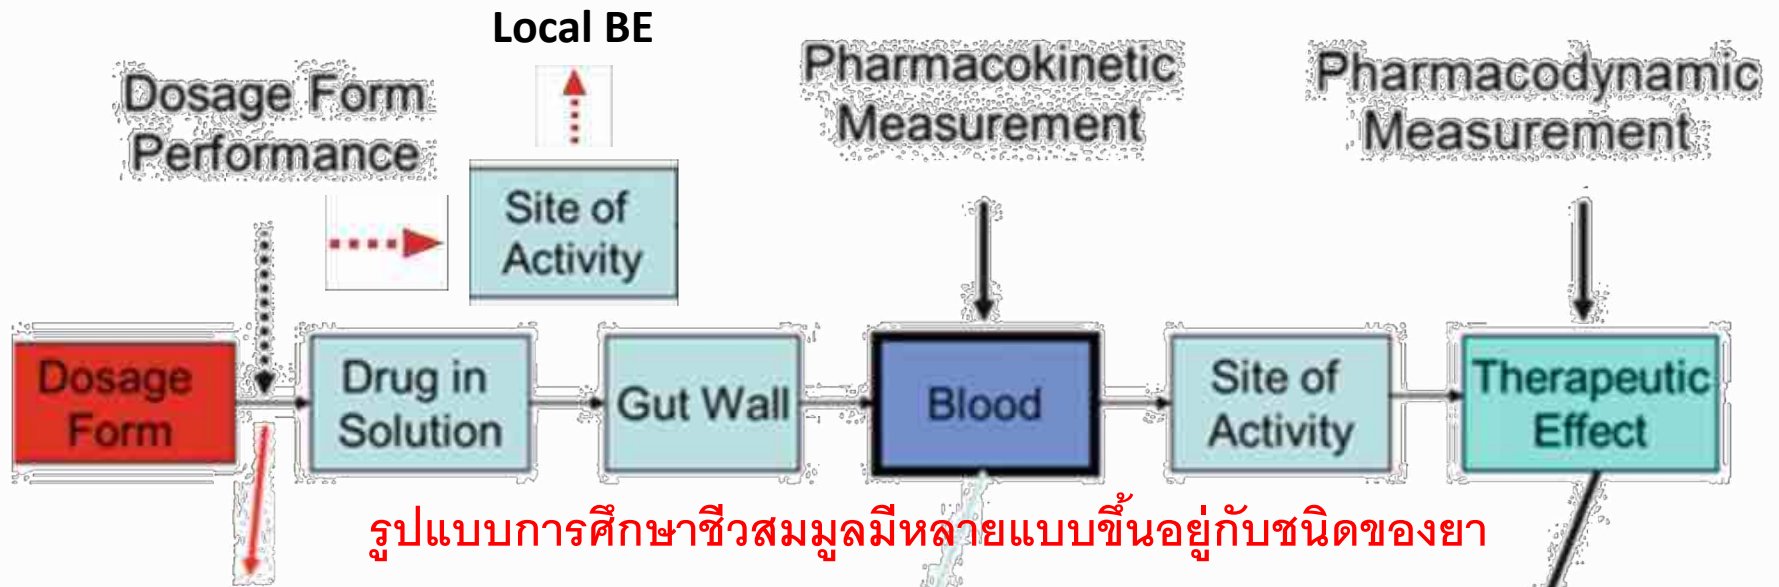 Local BE
Dosage Form
Performance
Pharmacokinetic
Measurement
Pharmacodynamic
Measurement
Site of
Activity
Dosage
Form
Drug in
Solution
Gut Wall
Blood
Site of
Activity
Therapeutic
Effect
รูปแบบการศึกษาชีวสมมูลมีหลายแบบขึ้นอยู่กับชนิดของยา